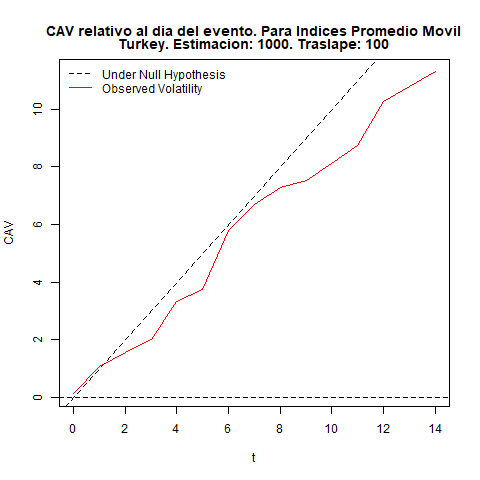 CAV relativo al dia del evento. Para Indices Promedio Movil
Turkey. Estimacion: 1000. Traslape: 100
Under Null Hypothesis
Observed Volatility
CAV
10
8
6
4
2
0
0 2 4 6 8 10 12 14
t